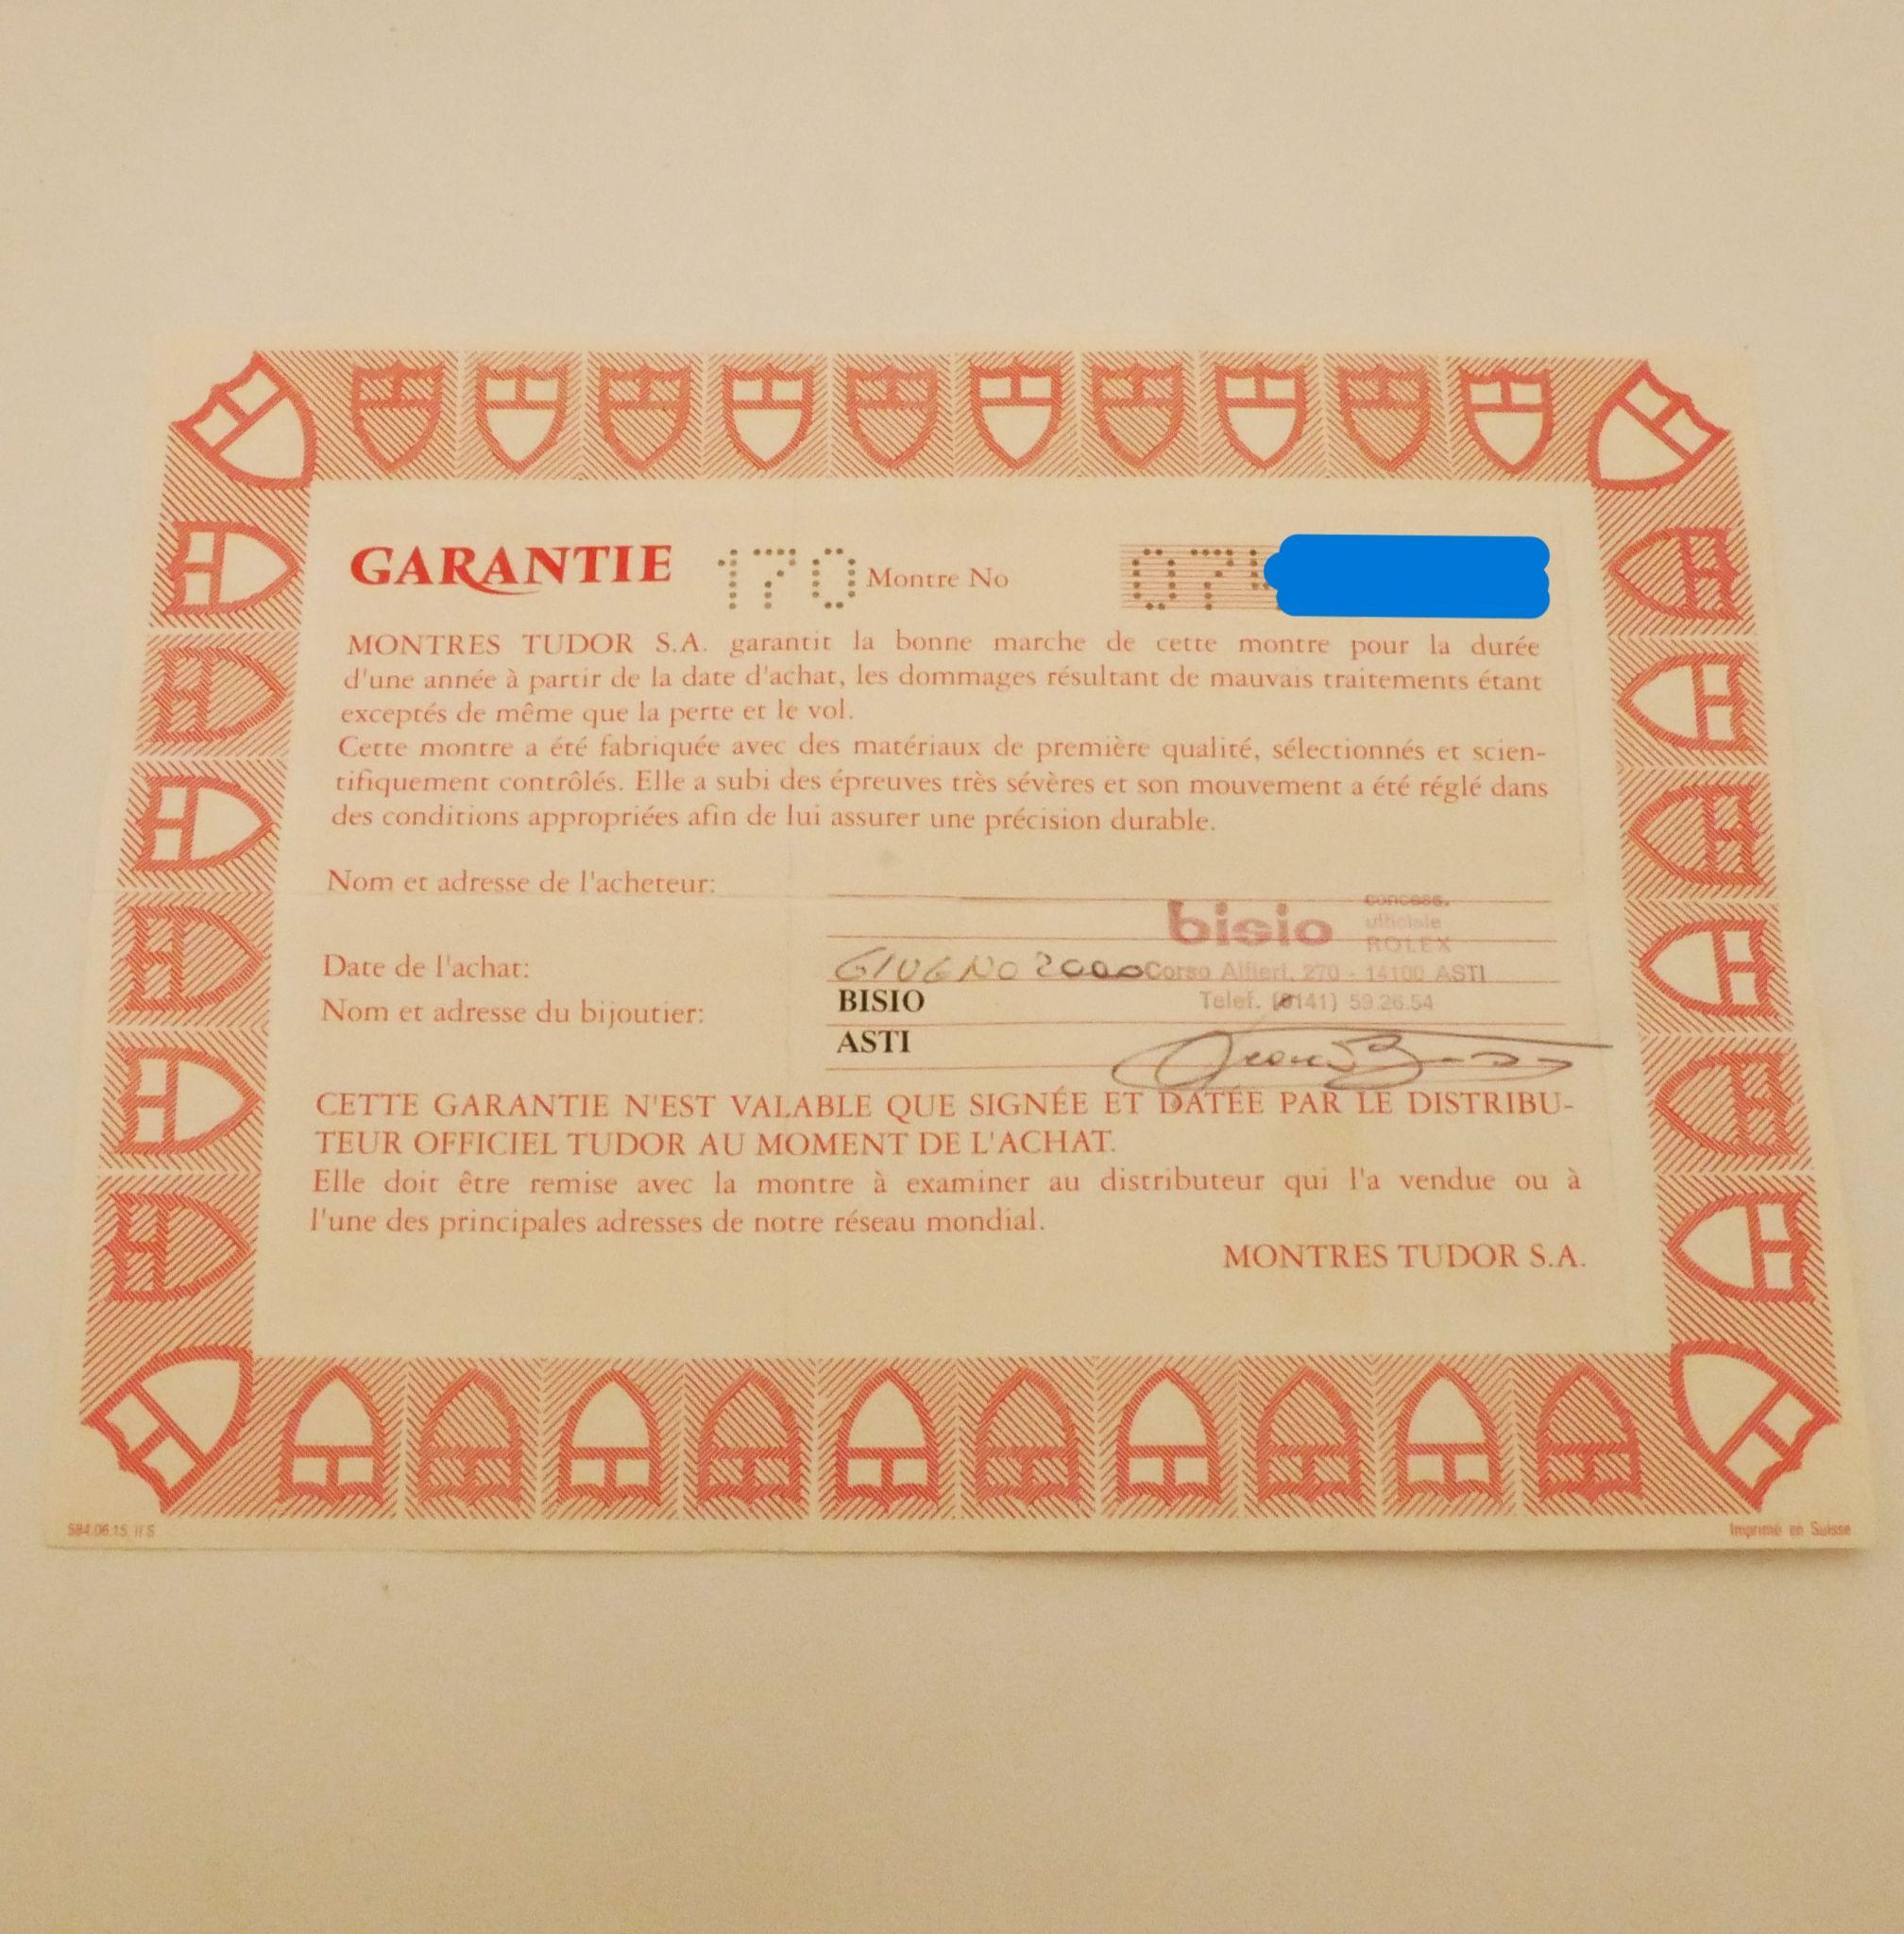 GARANTIE 170 Montre No 07
MONTRES TUDOR S.A. garantit la bonne marche de cette montre pour la durée
d'une année à partir de la date d'achat, les dommages résultant de mauvais traitements étant
exceptés de même que la perte et le vol.
Cette montre a été fabriquée avec des matériaux de première qualité, sélectionnés et scien-
tifiquement contrôlés. Elle a subi des épreuves très sévères et son mouvement a été réglé dans
des conditions appropriées afin de lui assurer une précision durable.
Nom et adresse de l'acheteur:
bisio
concess.
ufficiale
ROLEX
Date de l'achat: GIUGNO 2000 Corso Alfieri, 270 - 14100 ASTI
Nom et adresse du bijoutier: BISIO Telef. (0141) 59.26.54
ASTI
CETTE GARANTIE N'EST VALABLE QUE SIGNÉE ET DATÉE PAR LE DISTRIBU-
TEUR OFFICIEL TUDOR AU MOMENT DE L'ACHAT.
Elle doit être remise avec la montre à examiner au distributeur qui l'a vendue ou à
l'une des principales adresses de notre réseau mondial.
MONTRES TUDOR S.A.
Imprimé en Suisse